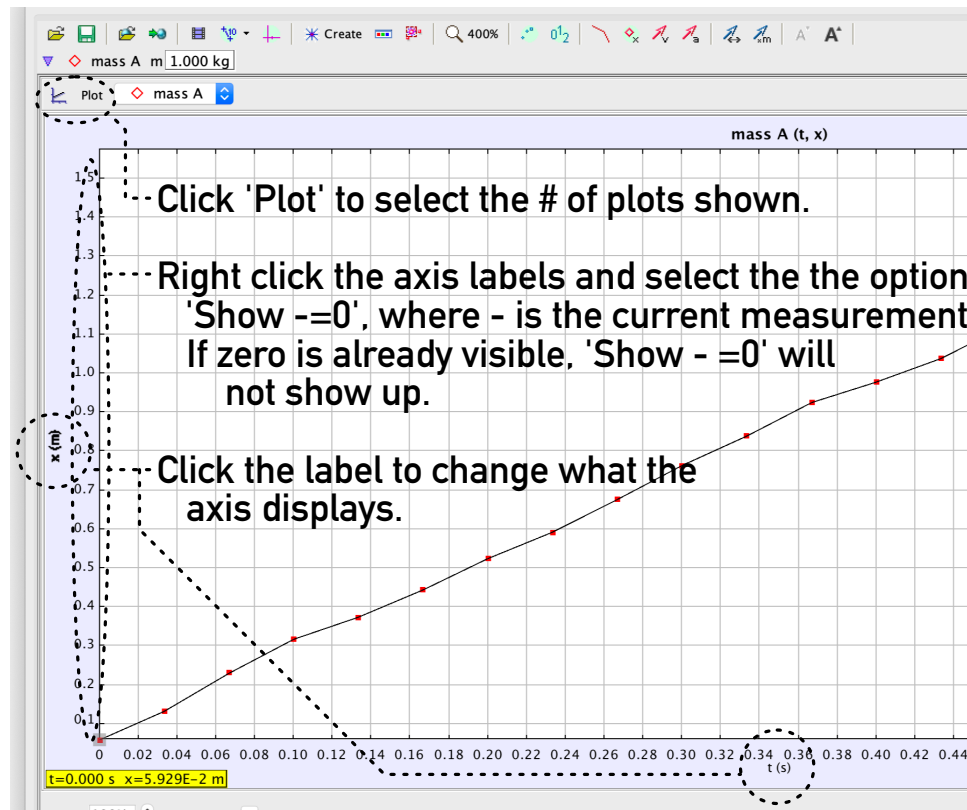 Create 400%
mass A m 1.000 kg
Plot mass A
mass A (t, x)
1.5
Click 'Plot' to select the # of plots shown.
1.4
1.3
Right click the axis labels and select the the option
1.2
'Show -=0', where - is the current measurement
1.1
If zero is already visible, 'Show - =0' will
1.0
not show up.
0.9
x (m)
0.8
Click the label to change what the
0.7
axis displays.
0.6
0.5
0.4
0.3
0.2
0.1
0 0.02 0.04 0.06 0.08 0.10 0.12 0.14 0.16 0.18 0.20 0.22 0.24 0.26 0.28 0.30 0.32 0.34 0.36 0.38 0.40 0.42 0.44
t (s)
t=0.000 s x=5.929E-2 m